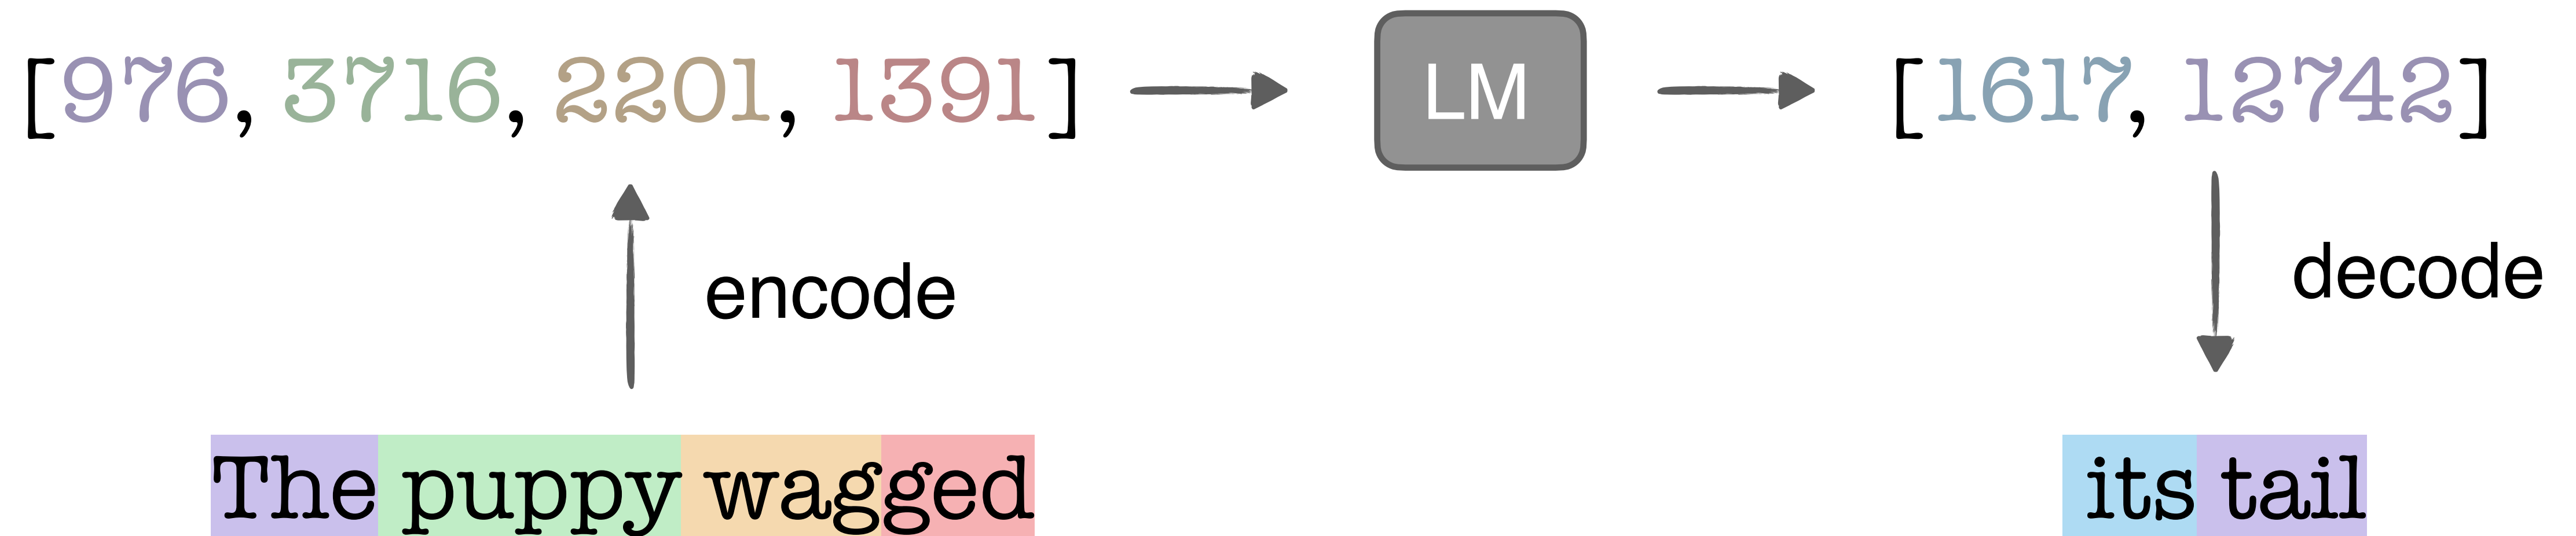 [976, 3716, 2201, 1391] LM [1617, 12742]
encode decode
The puppy wagged its tail